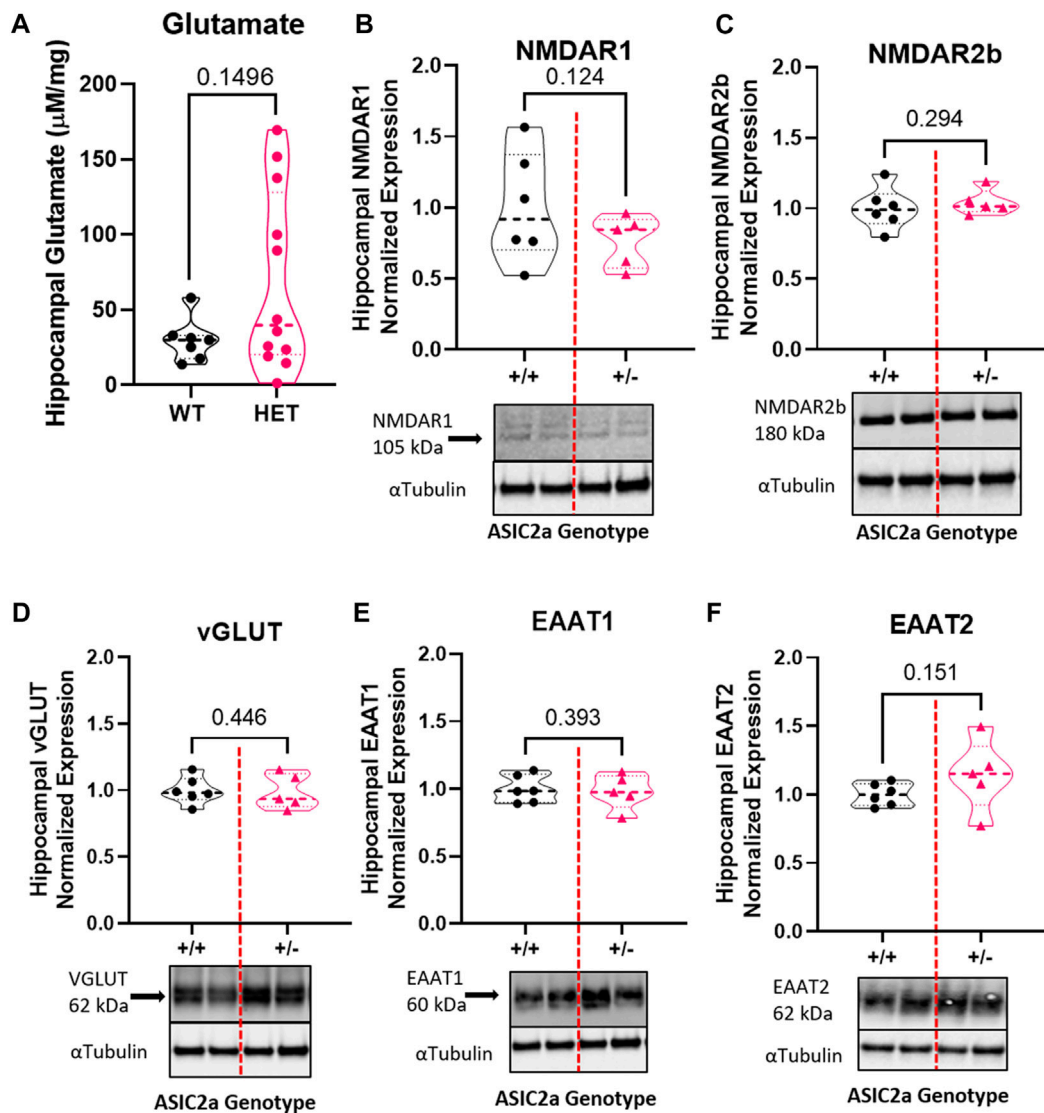 A
Glutamate
0.1496
Hippocampal Glutamate (μM/mg)
200
150
100
50
0
WT
HET
B
NMDAR1
0.124
Hippocampal NMDAR1
Normalized Expression
2.0
1.5
1.0
0.5
0.0
+/+
+/-
NMDAR1
105 kDa
αTubulin
ASIC2a Genotype
C
NMDAR2b
0.294
Hippocampal NMDAR2b
Normalized Expression
2.0
1.5
1.0
0.5
0.0
+/+
+/-
NMDAR2b
180 kDa
αTubulin
ASIC2a Genotype
D
vGLUT
0.446
Hippocampal vGLUT
Normalized Expression
2.0
1.5
1.0
0.5
0.0
+/+
+/-
VGLUT
62 kDa
αTubulin
ASIC2a Genotype
E
EAAT1
0.393
Hippocampal EAAT1
Normalized Expression
2.0
1.5
1.0
0.5
0.0
+/+
+/-
EAAT1
60 kDa
αTubulin
ASIC2a Genotype
F
EAAT2
0.151
Hippocampal EAAT2
Normalized Expression
2.0
1.5
1.0
0.5
0.0
+/+
+/-
EAAT2
62 kDa
αTubulin
ASIC2a Genotype